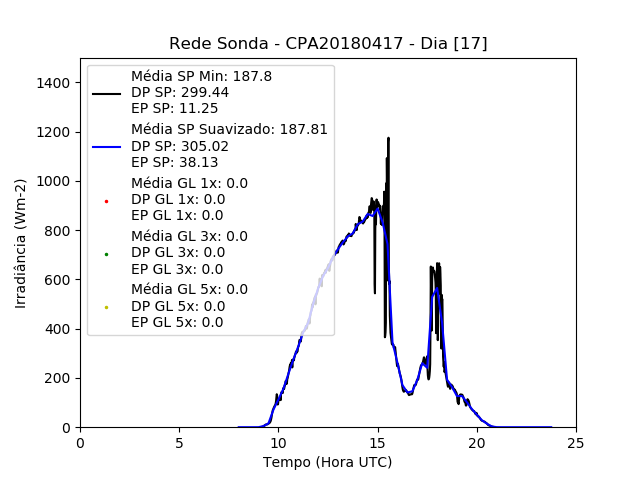 Rede Sonda - CPA20180417 - Dia [17]
Média SP Min: 187.8
DP SP: 299.44
EP SP: 11.25
Média SP Suavizado: 187.81
DP SP: 305.02
EP SP: 38.13
Média GL 1x: 0.0
DP GL 1x: 0.0
EP GL 1x: 0.0
Média GL 3x: 0.0
DP GL 3x: 0.0
EP GL 3x: 0.0
Média GL 5x: 0.0
DP GL 5x: 0.0
EP GL 5x: 0.0
Irradiância (Wm-2)
1400
1200
1000
800
600
400
200
0
0 5 10 15 20 25
Tempo (Hora UTC)